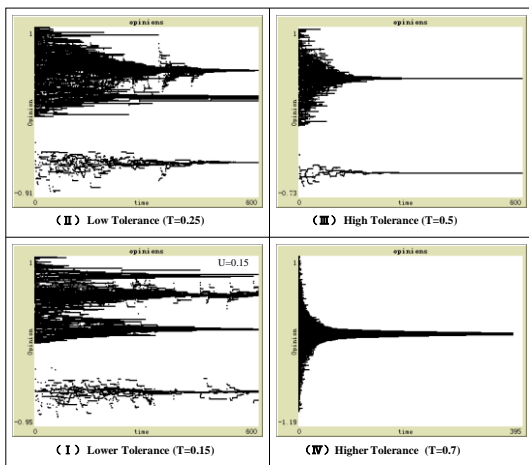 opinions
1
Opinion
-0.91
0
time
600
(Ⅱ) Low Tolerance (T=0.25)
opinions
1
Opinion
-0.73
0
time
600
(Ⅲ) High Tolerance (T=0.5)
opinions
U=0.15
1
Opinion
-0.95
0
time
600
(Ⅰ) Lower Tolerance (T=0.15)
opinions
1
Opinion
-1.19
0
time
395
(Ⅳ) Higher Tolerance (T=0.7)